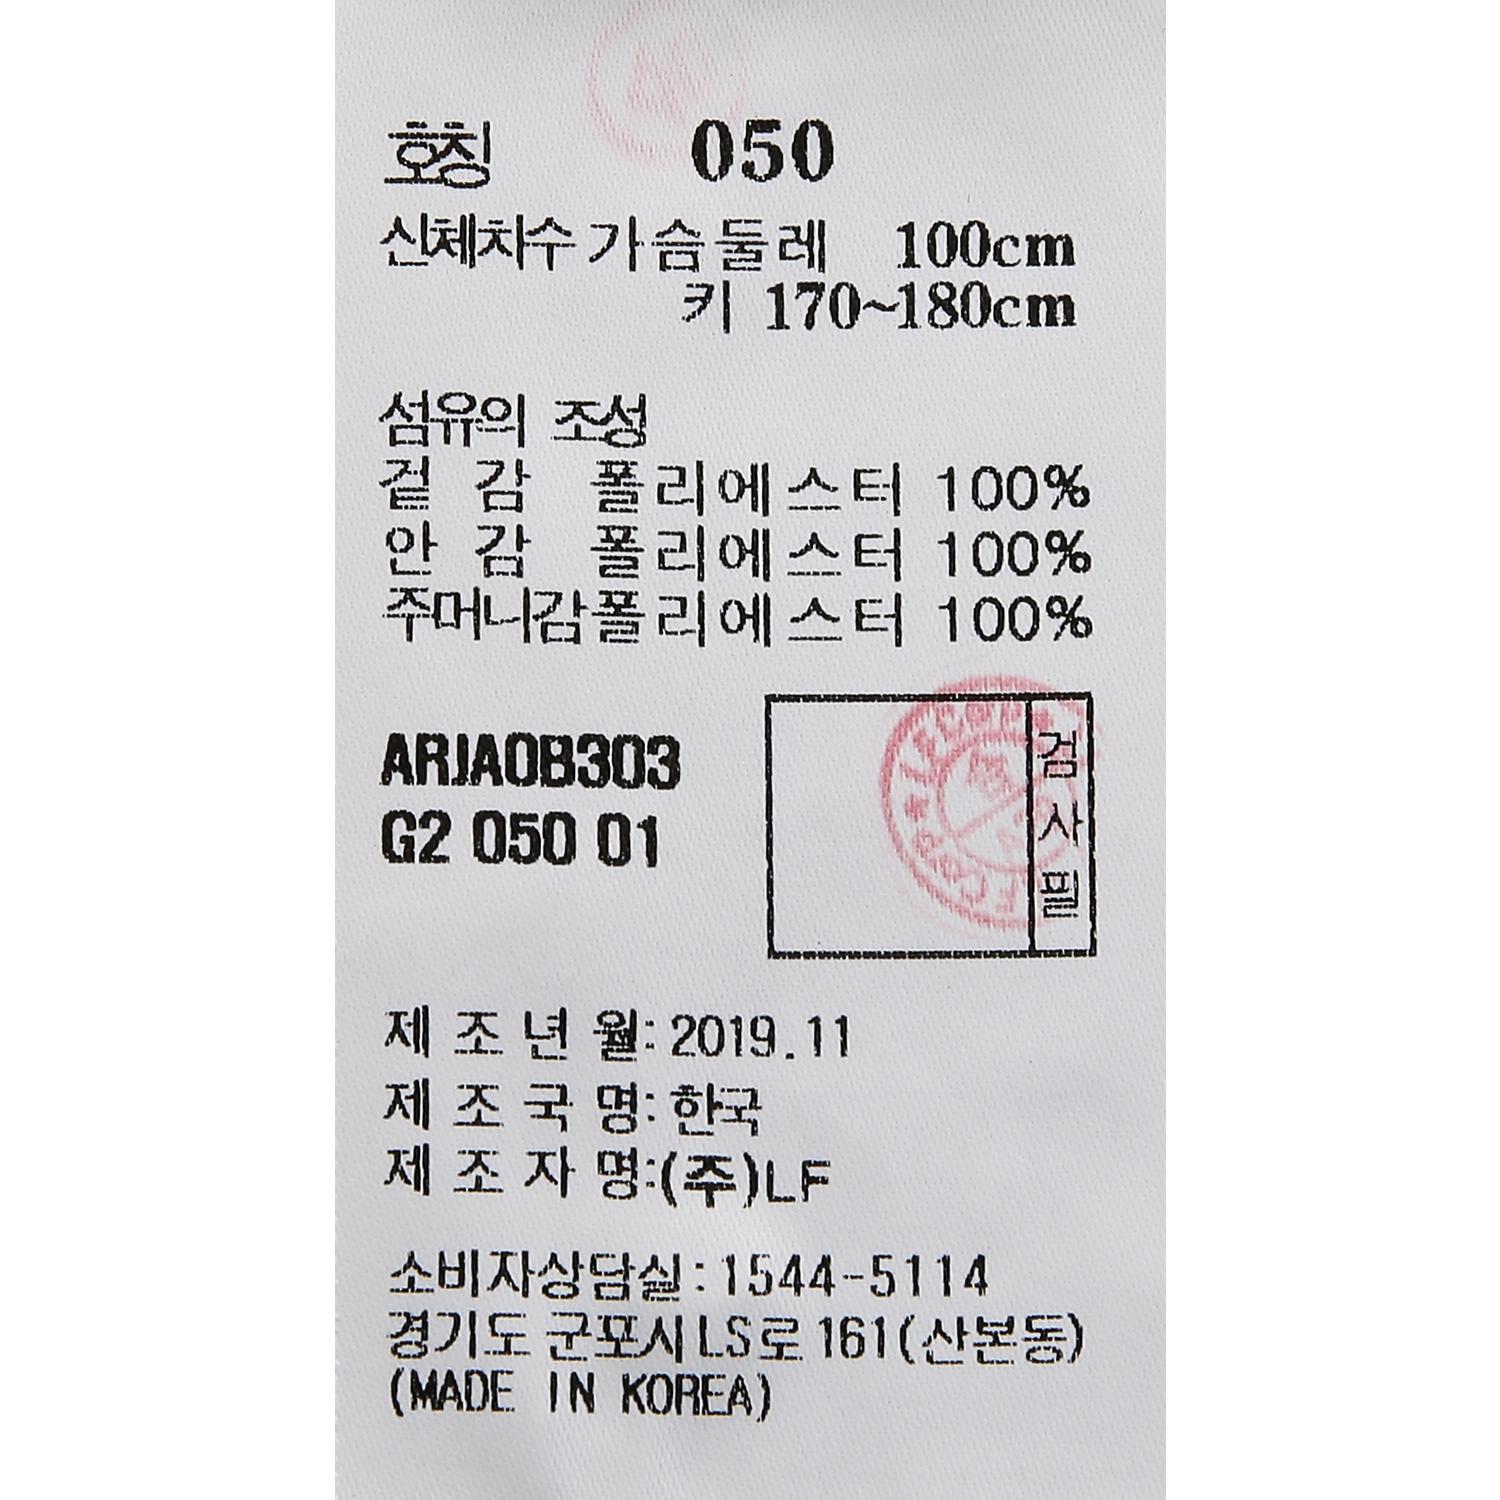 호칭 050
신체치수 가슴둘레 100cm
키 170~180cm
섬유의 조성
겉감 폴리에스터 100%
안감 폴리에스터 100%
주머니감 폴리에스터 100%
ARJA0B303
G2 050 01
검사필
제조년월: 2019.11
제조국명: 한국
제조자명:(주)LF
소비자상담실: 1544-5114
경기도 군포시 LS로 161(산본동)
(MADE IN KOREA)